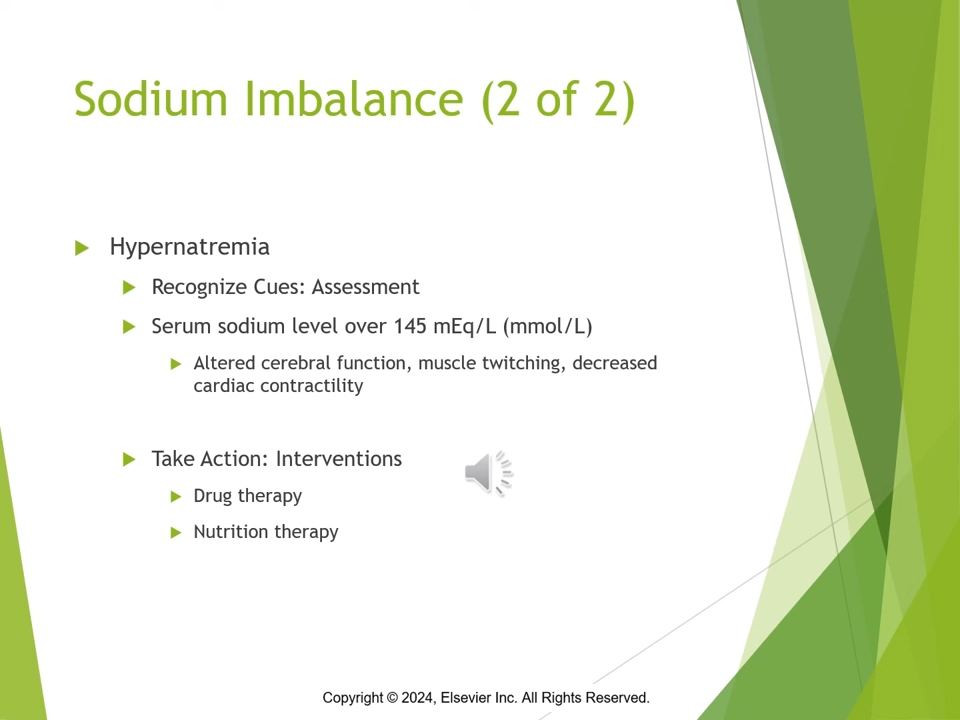 Sodium Imbalance (2 of 2)
Hypernatremia
Recognize Cues: Assessment
Serum sodium level over 145 mEq/L (mmol/L)
Altered cerebral function, muscle twitching, decreased
cardiac contractility
Take Action: Interventions
Drug therapy
Nutrition therapy
Copyright © 2024, Elsevier Inc. All Rights Reserved.